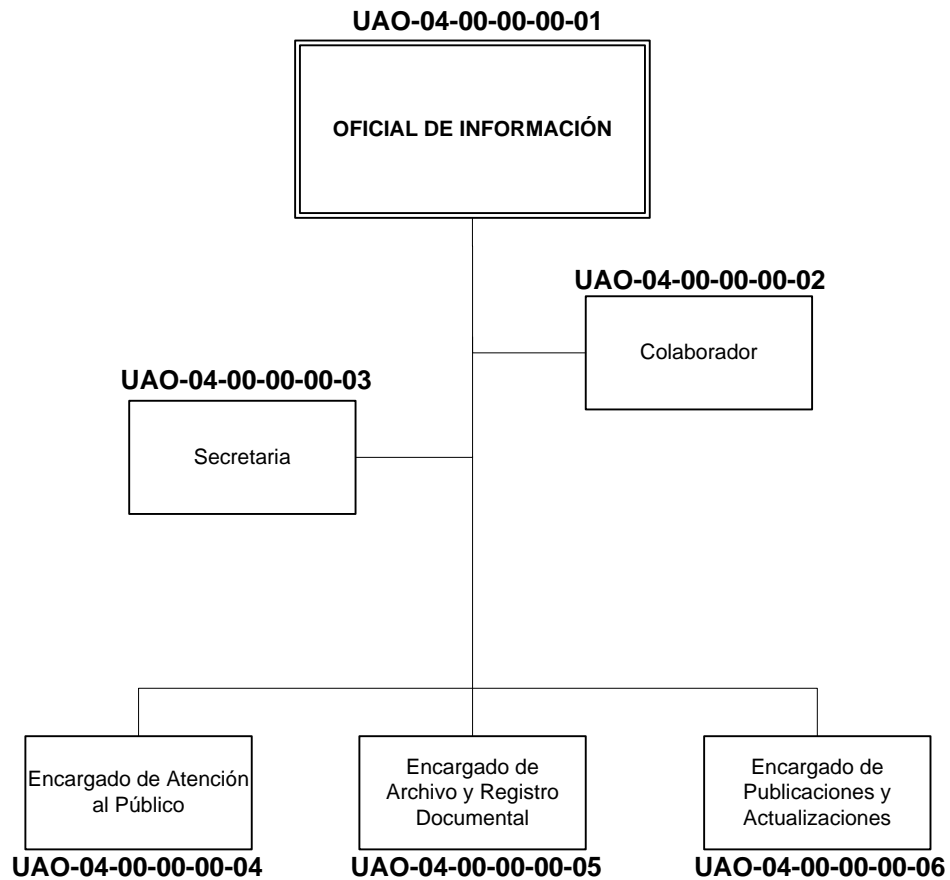 UAO-04-00-00-00-01
OFICIAL DE INFORMACIÓN
UAO-04-00-00-00-02
Colaborador
UAO-04-00-00-00-03
Secretaria
Encargado de Atención
al Público
UAO-04-00-00-00-04
Encargado de
Archivo y Registro
Documental
UAO-04-00-00-00-05
Encargado de
Publicaciones y
Actualizaciones
UAO-04-00-00-00-06